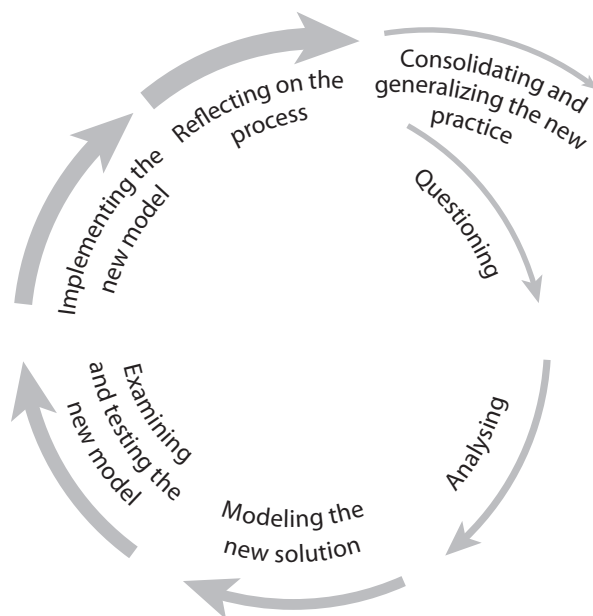 Consolidating and
generalizing the new
practice
Questioning
Analysing
Modeling the
new solution
Examining
and testing the
new model
Implementing the
new model
Reflecting on the
process